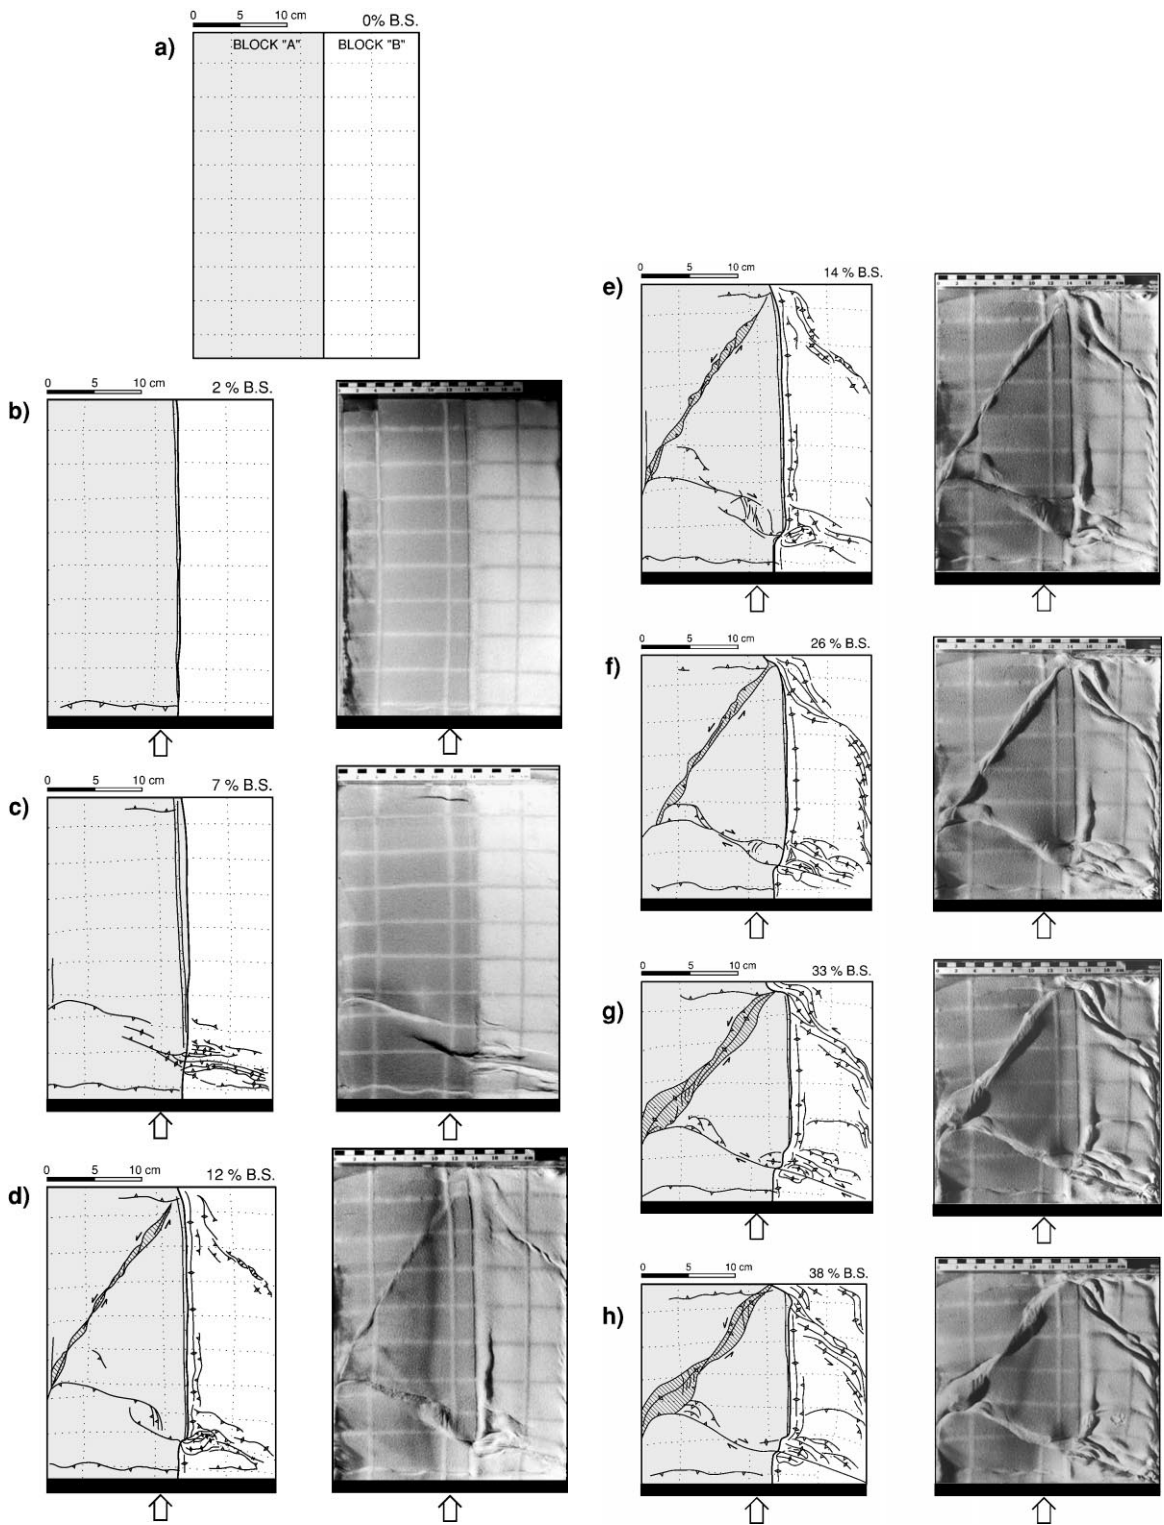 0 5 10 cm 0% B.S.
a)
BLOCK "A" BLOCK "B"
0 5 10 cm 2 % B.S.
b)
0 5 10 cm 7 % B.S.
c)
0 5 10 cm 12 % B.S.
d)
0 5 10 cm 14 % B.S.
e)
0 5 10 cm 26 % B.S.
f)
0 5 10 cm 33 % B.S.
g)
0 5 10 cm 38 % B.S.
h)